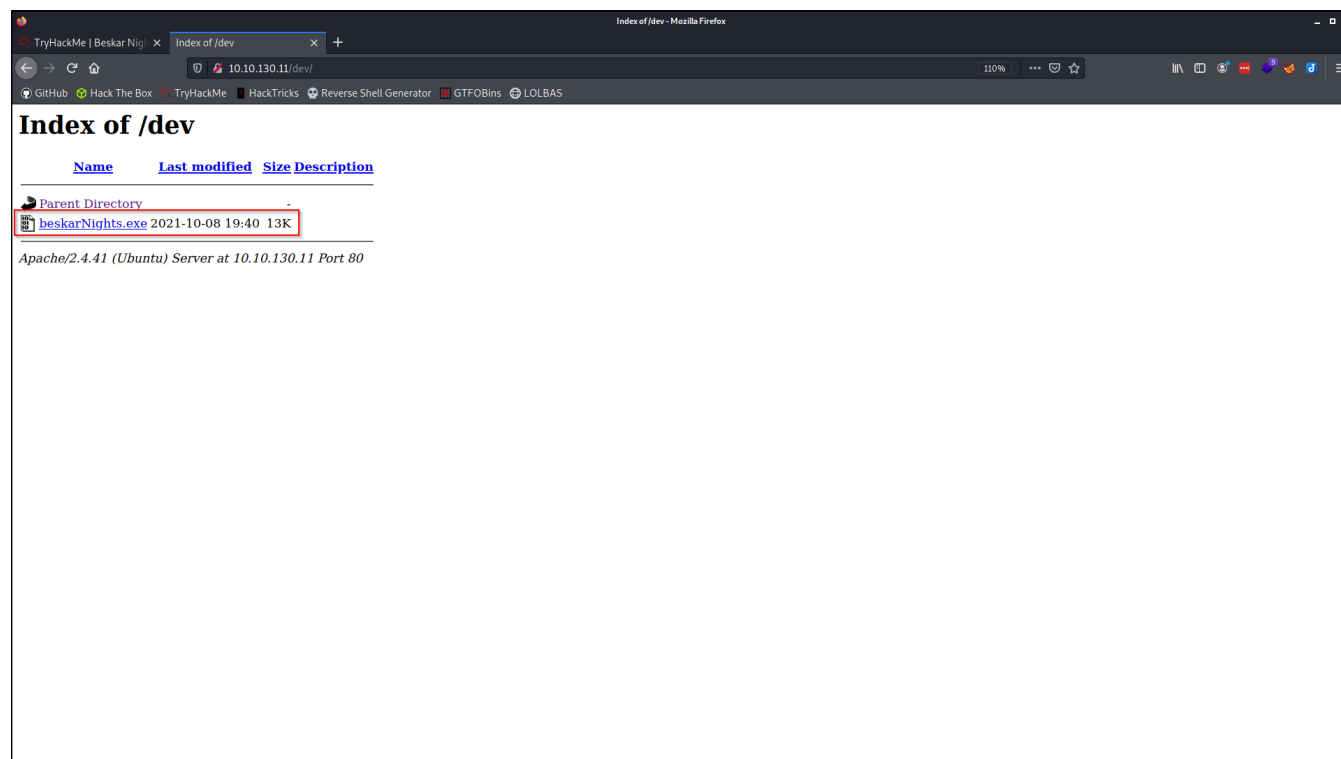 Index of /dev - Mozilla Firefox
TryHackMe | Beskar Nigh Index of /dev
10.10.130.11/dev/ 110%
GitHub Hack The Box TryHackMe HackTricks Reverse Shell Generator GTFOBins LOLBAS
Index of /dev
Name Last modified Size Description
Parent Directory -
beskarNights.exe 2021-10-08 19:40 13K
Apache/2.4.41 (Ubuntu) Server at 10.10.130.11 Port 80